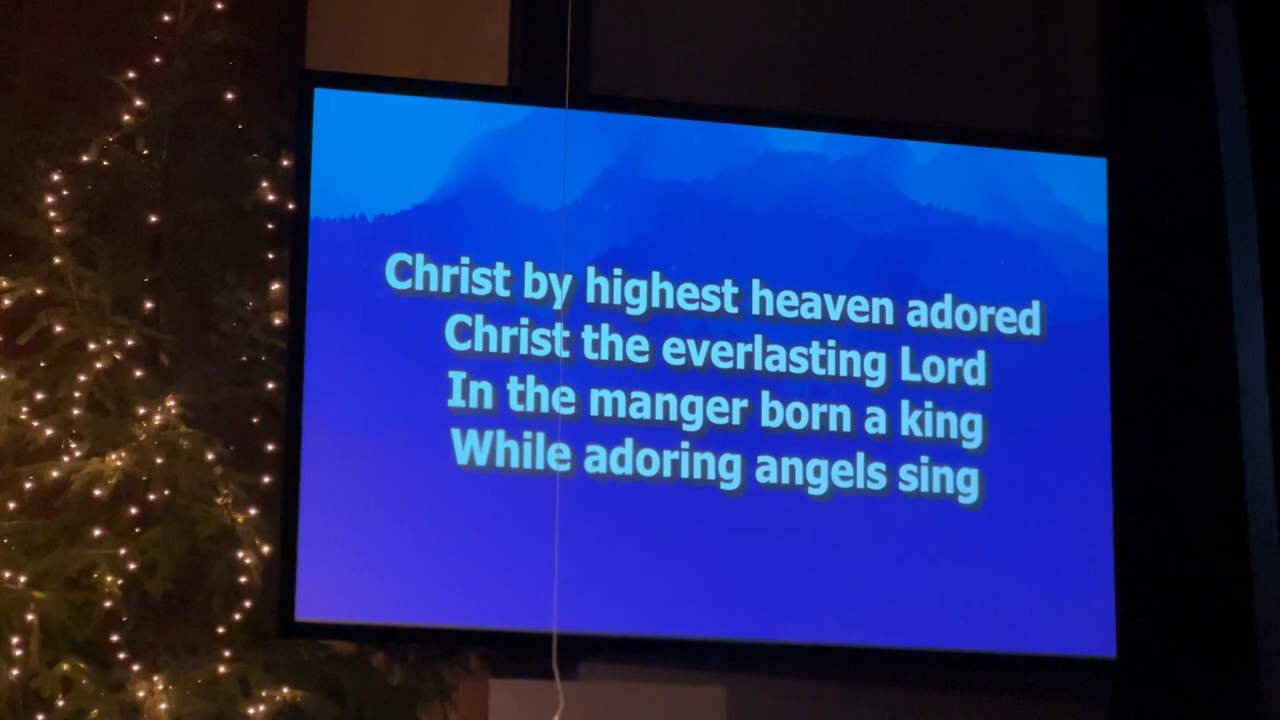 Christ by highest heaven adored
Christ the everlasting Lord
In the manger born a king
While adoring angels sing